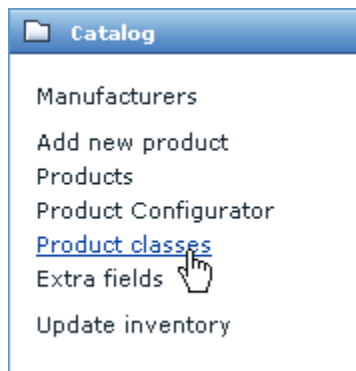 Catalog
Manufacturers
Add new product
Products
Product Configurator
Product classes
Extra fields
Update inventory